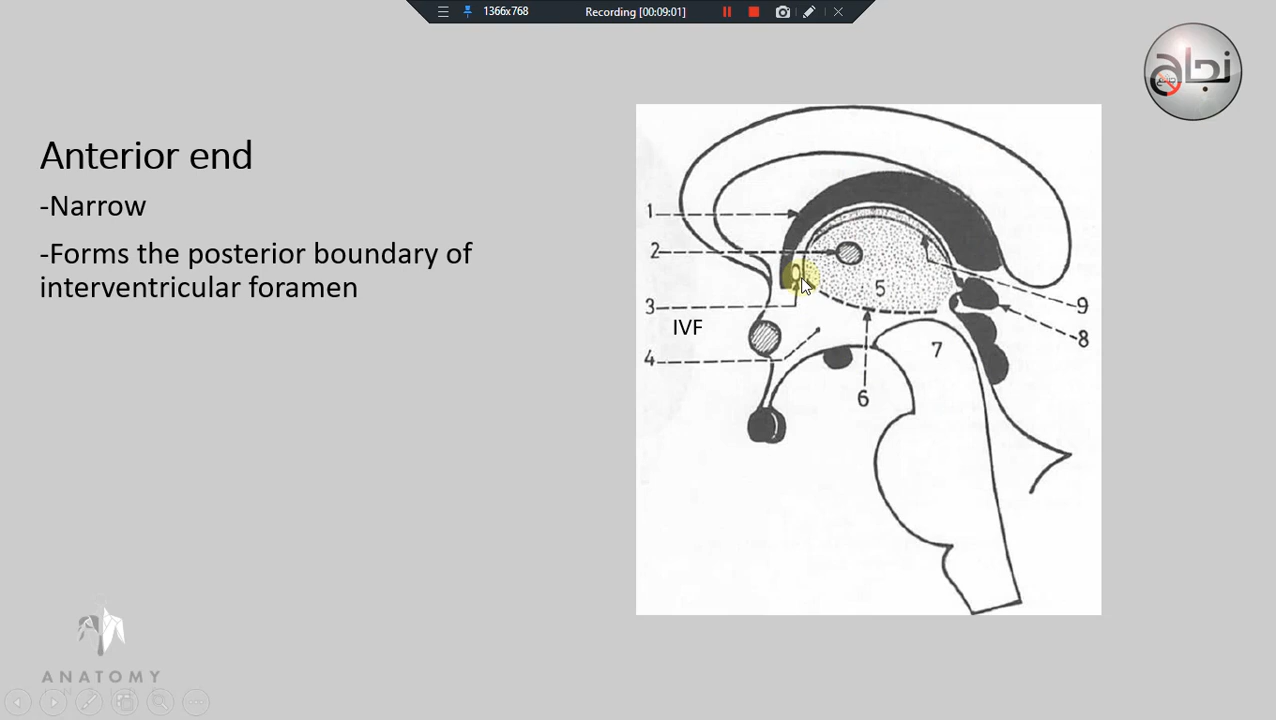 1366x768
Recording [00:09:01]
نجاح
Anterior end
-Narrow
-Forms the posterior boundary of
interventricular foramen
1
2
3
IVF
4
5
6
7
8
9
ANATOMY